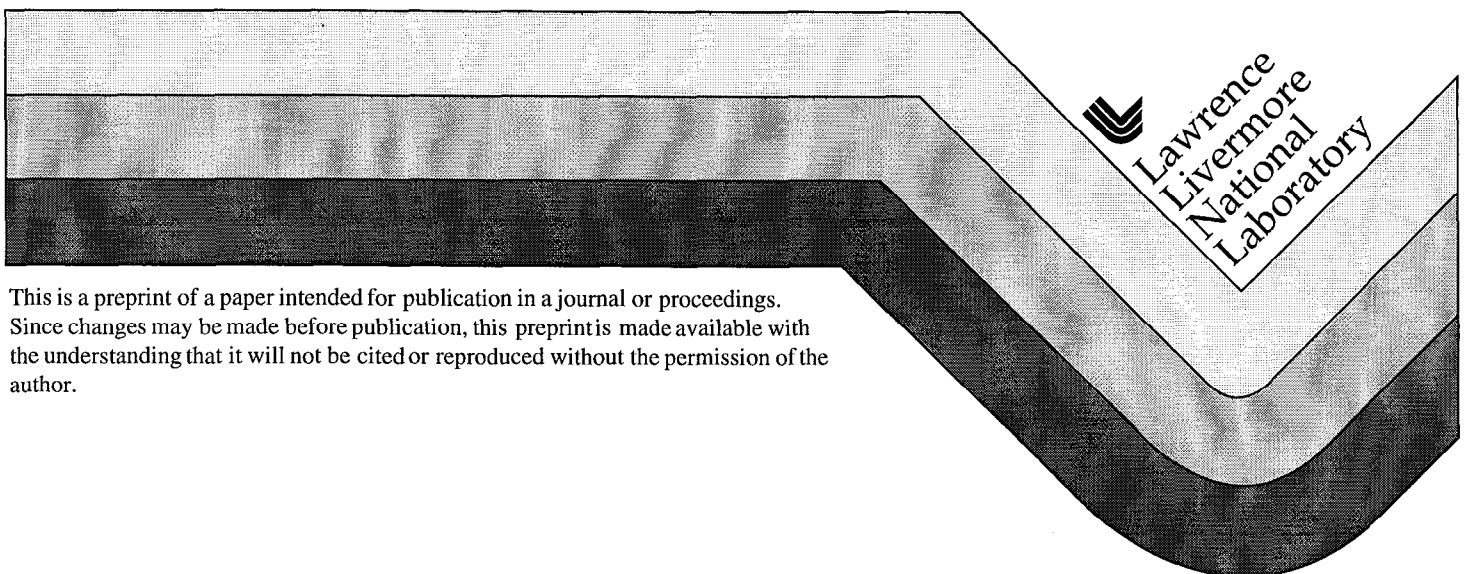 Lawrence
Livermore
National
Laboratory
This is a preprint of a paper intended for publication in a journal or proceedings.
Since changes may be made before publication, this preprint is made available with
the understanding that it will not be cited or reproduced without the permission of the
author.